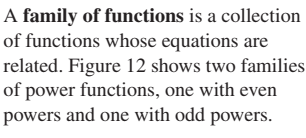 A family of functions is a collection
of functions whose equations are
related. Figure 12 shows two families
of power functions, one with even
powers and one with odd powers.